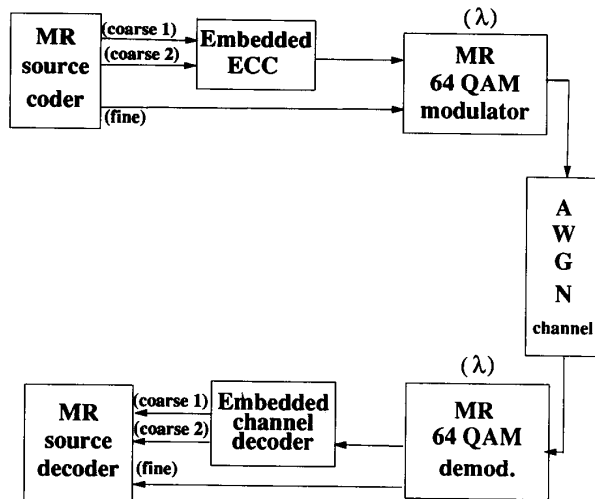 (λ)
MR
source
coder
(coarse 1)
(coarse 2)
(fine)
Embedded
ECC
MR
64 QAM
modulator
A
W
G
N
channel
(λ)
MR
source
decoder
(coarse 1)
(coarse 2)
(fine)
Embedded
channel
decoder
MR
64 QAM
demod.